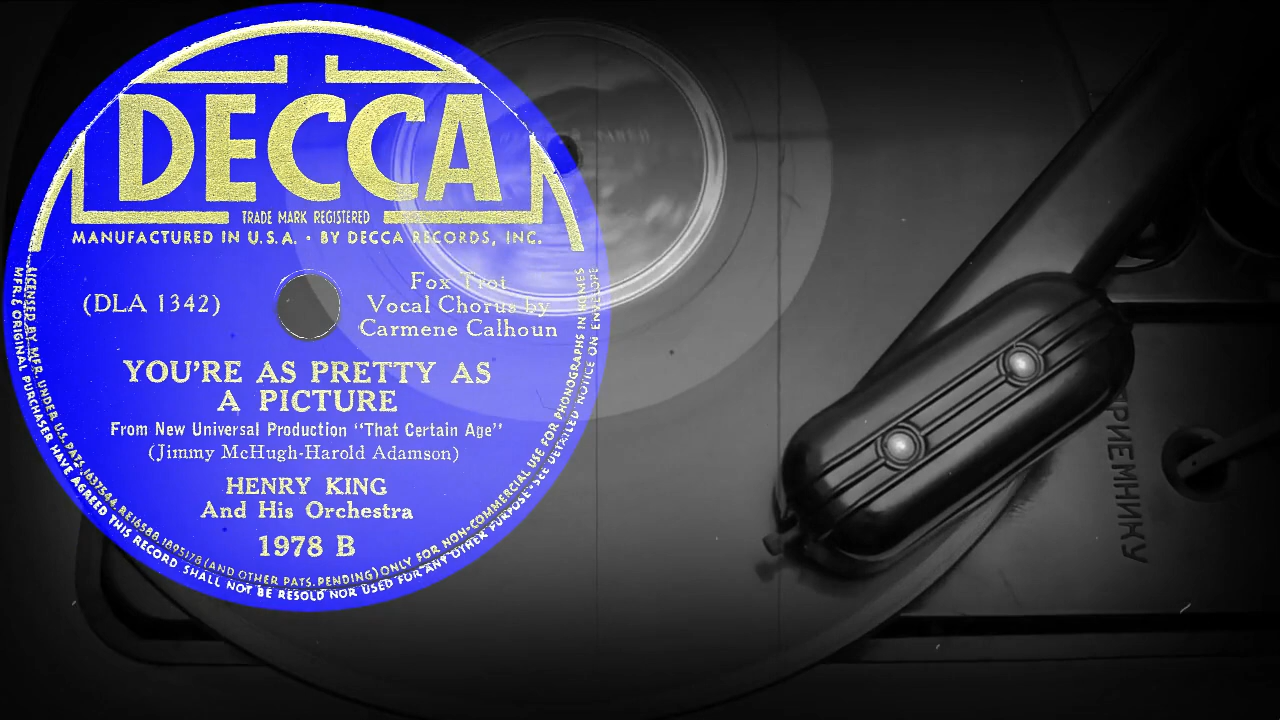 DECCA
TRADE MARK REGISTERED
MANUFACTURED IN U.S.A. · BY DECCA RECORDS, INC.
(DLA 1342)
Fox Trot
Vocal Chorus by
Carmene Calhoun
YOU'RE AS PRETTY AS
A PICTURE
From New Universal Production "That Certain Age"
(Jimmy McHugh-Harold Adamson)
HENRY KING
And His Orchestra
1978 B
LICENSED BY MFR. UNDER U.S. PATS. 1637544, RE16588, 1895178 (AND OTHER PATS. PENDING) ONLY FOR NON-COMMERCIAL USE FOR PHONOGRAPHS IN HOMES
MFR. & ORIGINAL PURCHASER HAVE AGREED THIS RECORD SHALL NOT BE RESOLD NOR USED FOR ANY OTHER PURPOSE · SEE DETAILED NOTICE ON ENVELOPE
ПРИЕМНИКУ